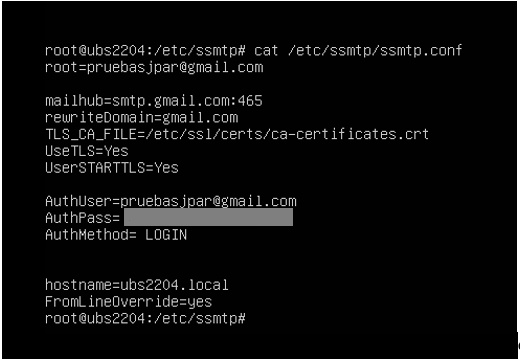 root@ubs2204:/etc/ssmtp# cat /etc/ssmtp/ssmtp.conf
root=pruebasjpar@gmail.com
mailhub=smtp.gmail.com:465
rewriteDomain=gmail.com
TLS_CA_FILE=/etc/ssl/certs/ca-certificates.crt
UseTLS=Yes
UserSTARTTLS=Yes
AuthUser=pruebasjpar@gmail.com
AuthPass=
AuthMethod= LOGIN
hostname=ubs2204.local
FromLineOverride=yes
root@ubs2204:/etc/ssmtp#